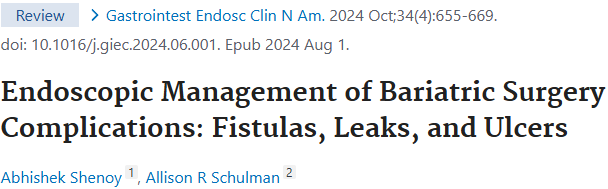 Review > Gastrointest Endosc Clin N Am. 2024 Oct;34(4):655-669.
doi: 10.1016/j.giec.2024.06.001. Epub 2024 Aug 1.
Endoscopic Management of Bariatric Surgery
Complications: Fistulas, Leaks, and Ulcers
Abhishek Shenoy 1, Allison R Schulman 2